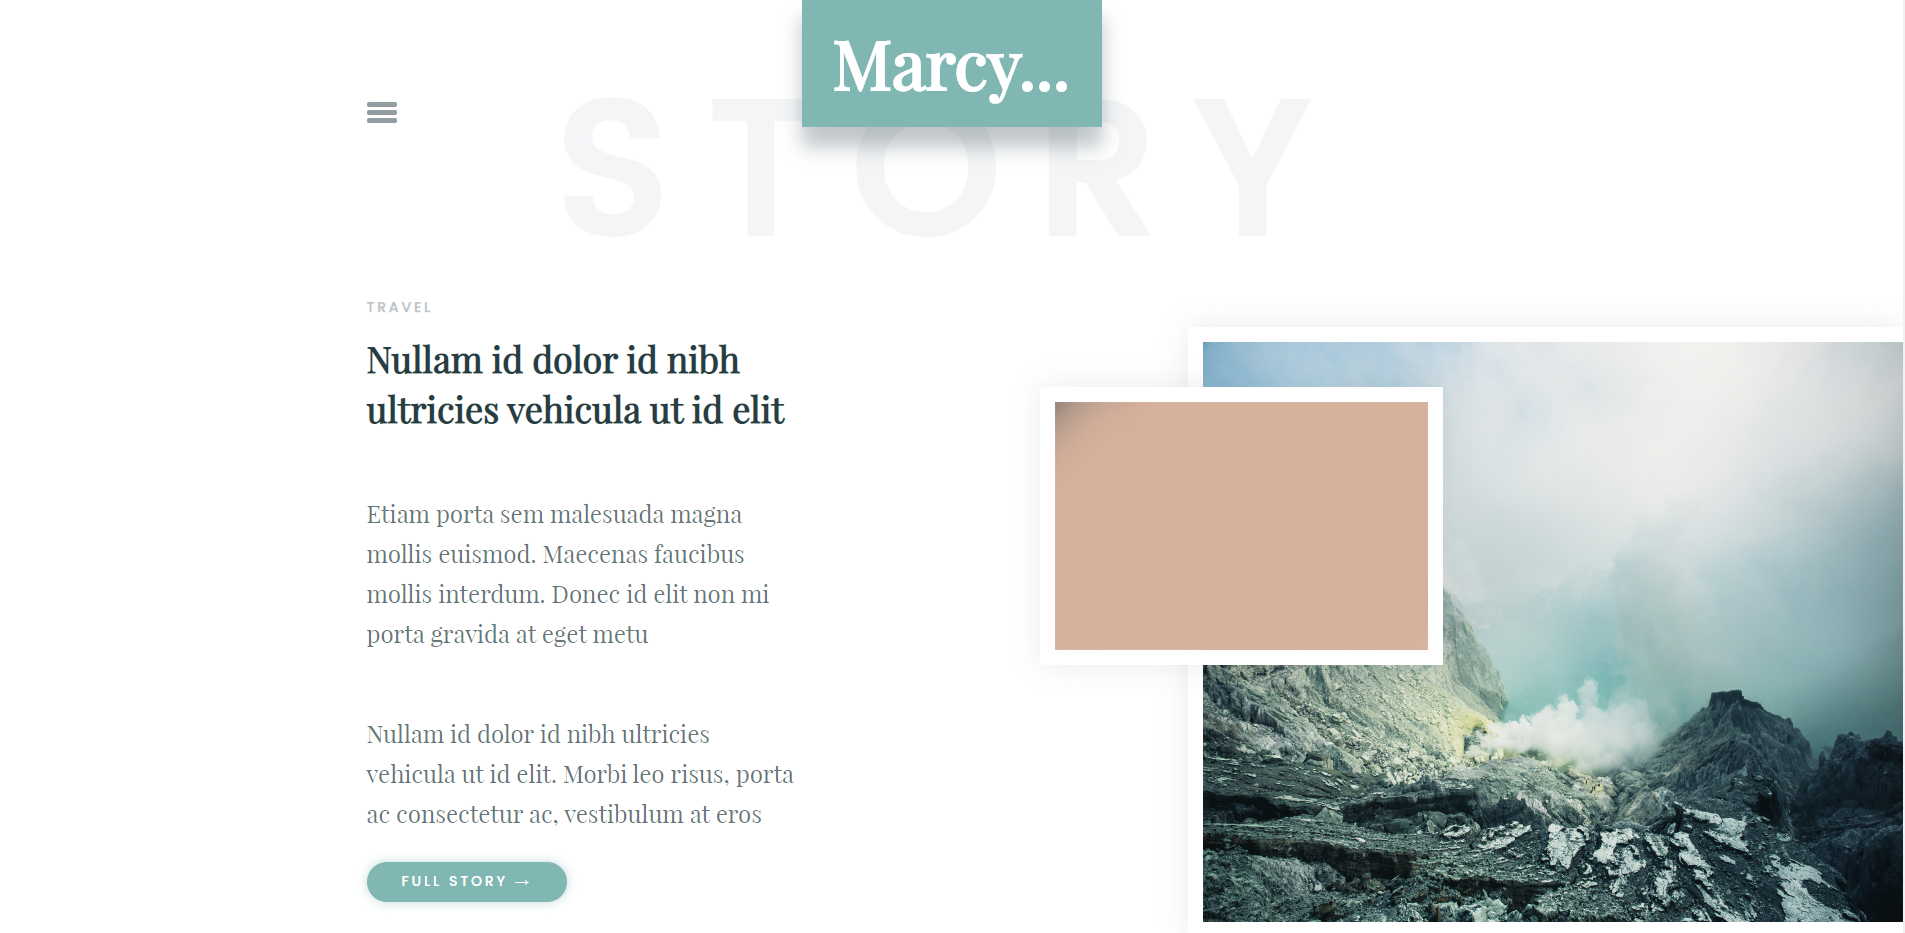 Marcy...
STORY
TRAVEL
Nullam id dolor id nibh
ultricies vehicula ut id elit
Etiam porta sem malesuada magna
mollis euismod. Maecenas faucibus
mollis interdum. Donec id elit non mi
porta gravida at eget metu
Nullam id dolor id nibh ultricies
vehicula ut id elit. Morbi leo risus, porta
ac consectetur ac, vestibulum at eros
FULL STORY →